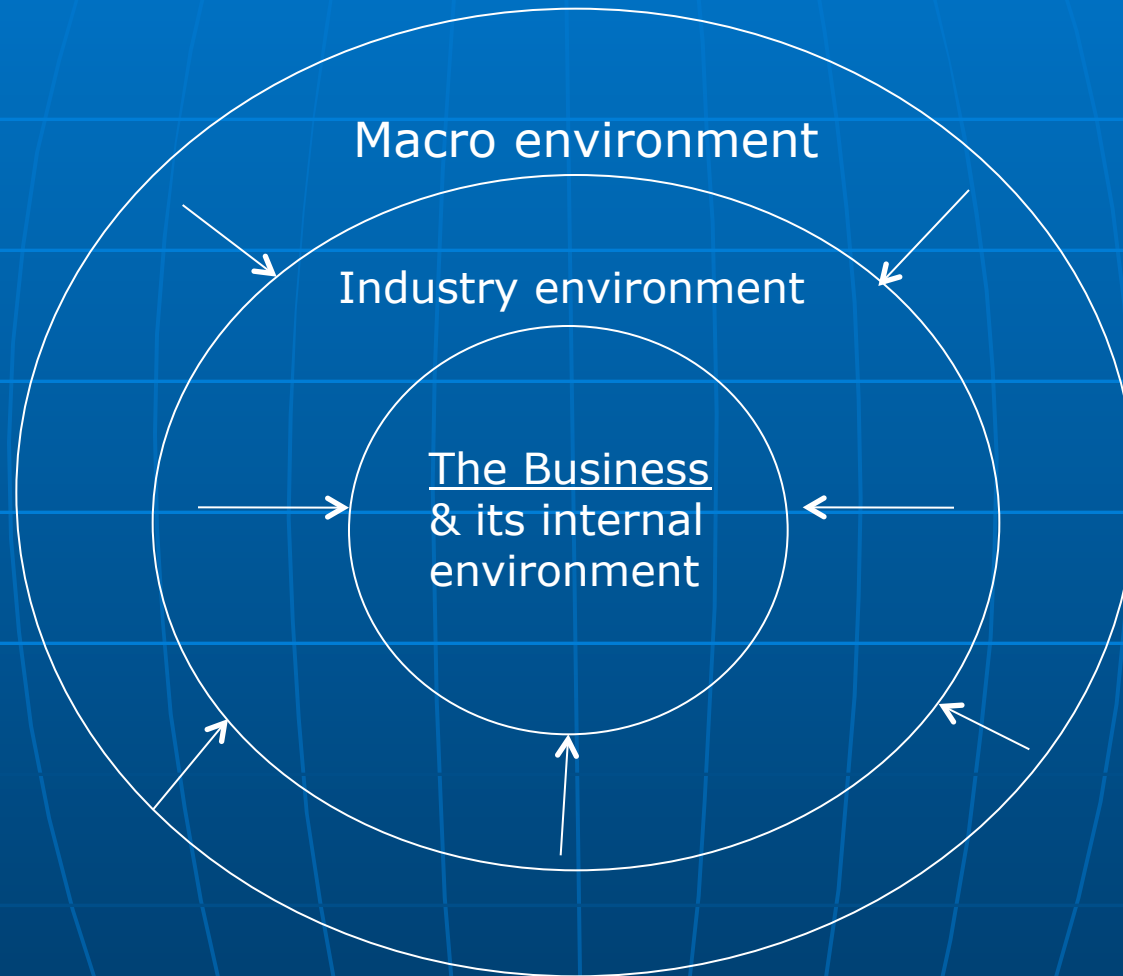 Macro environment
Industry environment
The Business
& its internal
environment